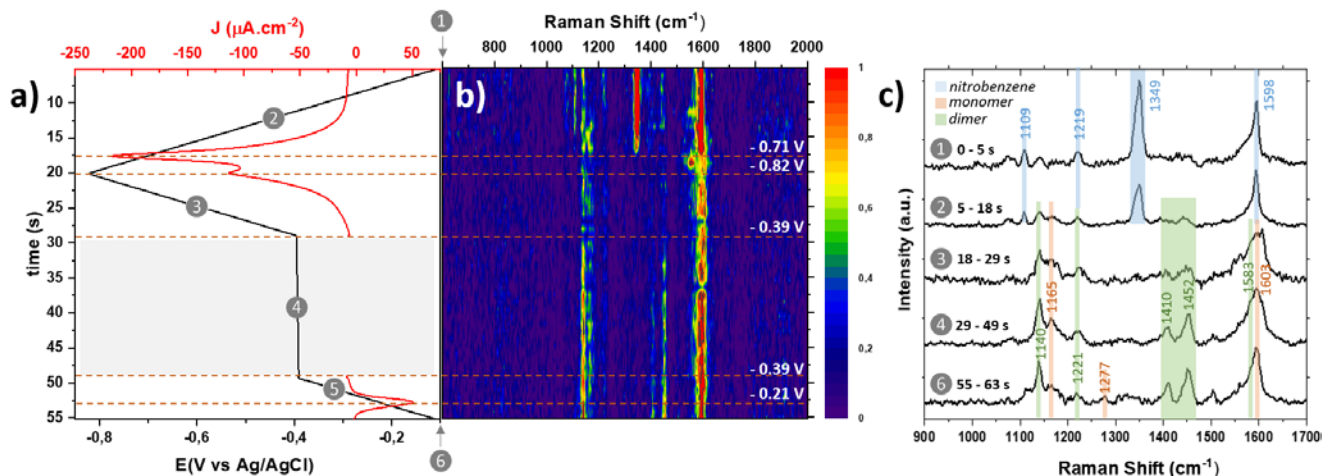 J (µA.cm-2)
-250 -200 -150 -100 -50 0 50
a)
time (s)
10
15
20
25
30
35
40
45
50
55
2
3
4
5
-0,8 -0,6 -0,4 -0,2
E(V vs Ag/AgCl)
1
6
Raman Shift (cm-1)
800 1000 1200 1400 1600 1800 2000
b)
- 0.71 V
- 0.82 V
- 0.39 V
- 0.39 V
- 0.21 V
1
0,8
0,6
0,4
0,2
0
c)
nitrobenzene
monomer
dimer
1109
1219
1349
1598
1 0 - 5 s
2 5 - 18 s
3 18 - 29 s
4 29 - 49 s
6 55 - 63 s
1140
1165
1221
1277
1410
1452
1583
1603
Intensity (a.u.)
900 1000 1100 1200 1300 1400 1500 1600 1700
Raman Shift (cm-1)